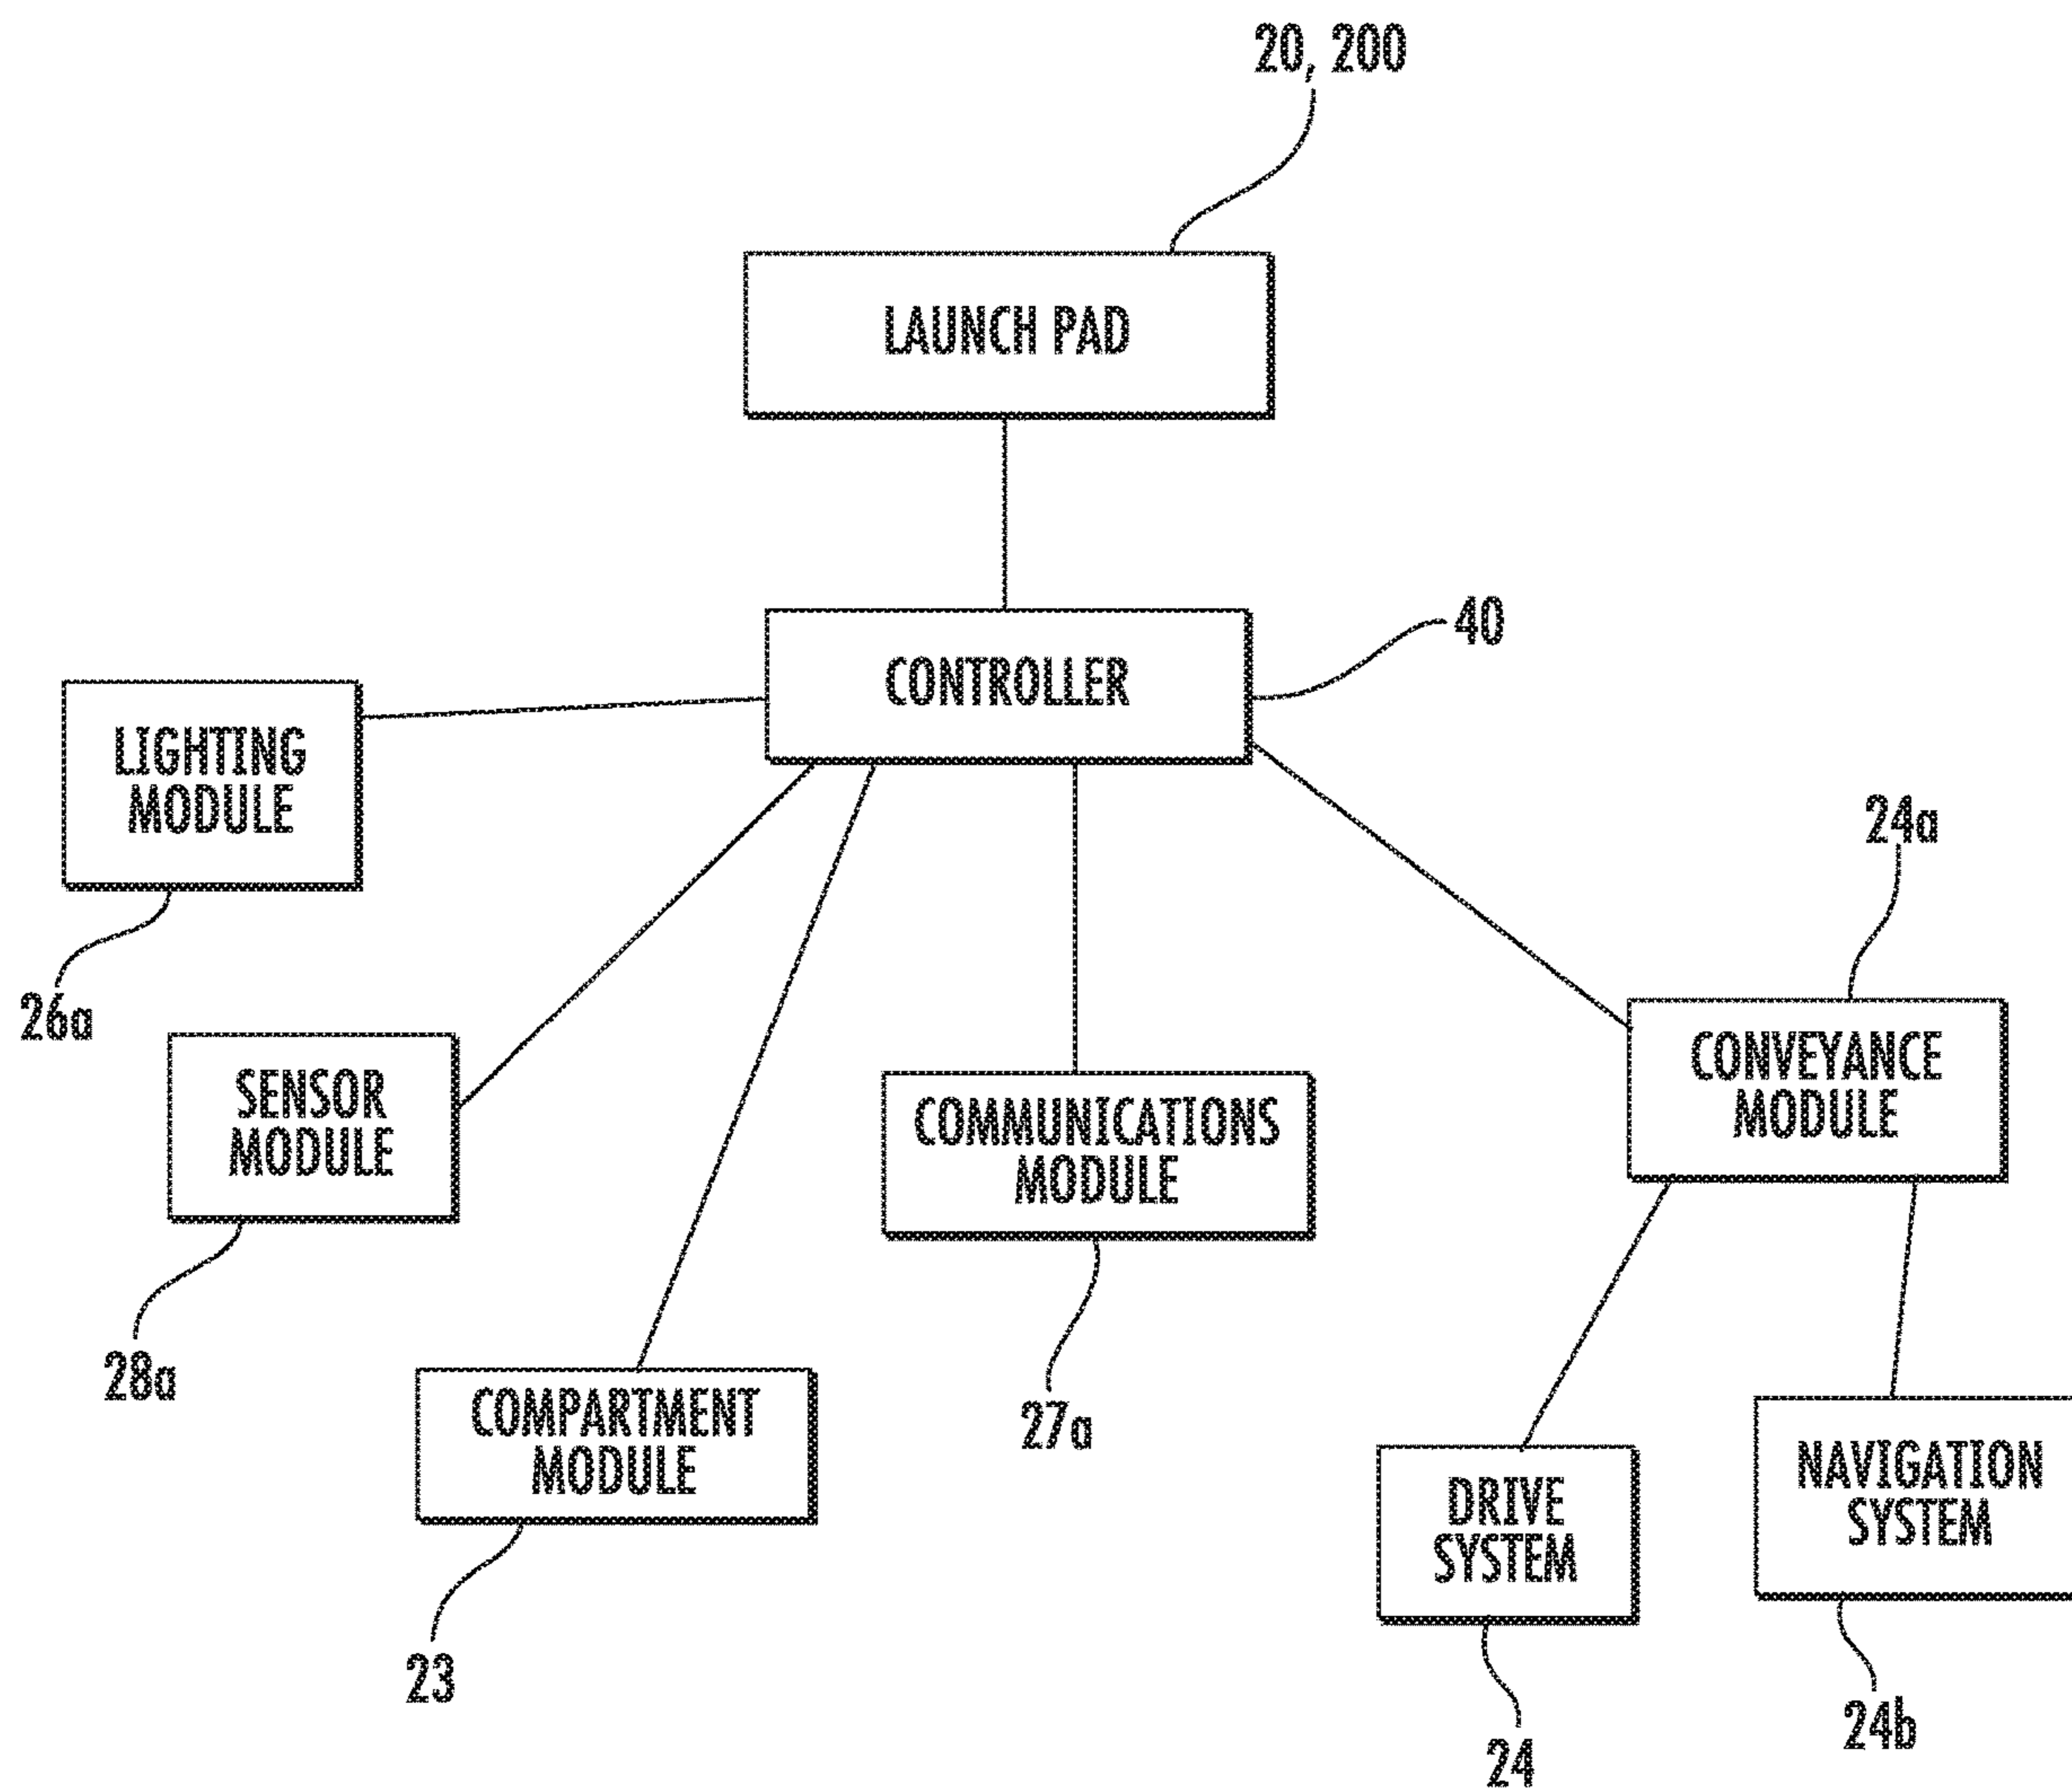 20, 200
LAUNCH PAD
CONTROLLER
40
LIGHTING
MODULE
24a
26a
SENSOR
MODULE
COMMUNICATIONS
MODULE
CONVEYANCE
MODULE
28a
COMPARTMENT
MODULE
27a
DRIVE
SYSTEM
NAVIGATION
SYSTEM
23
24
24b